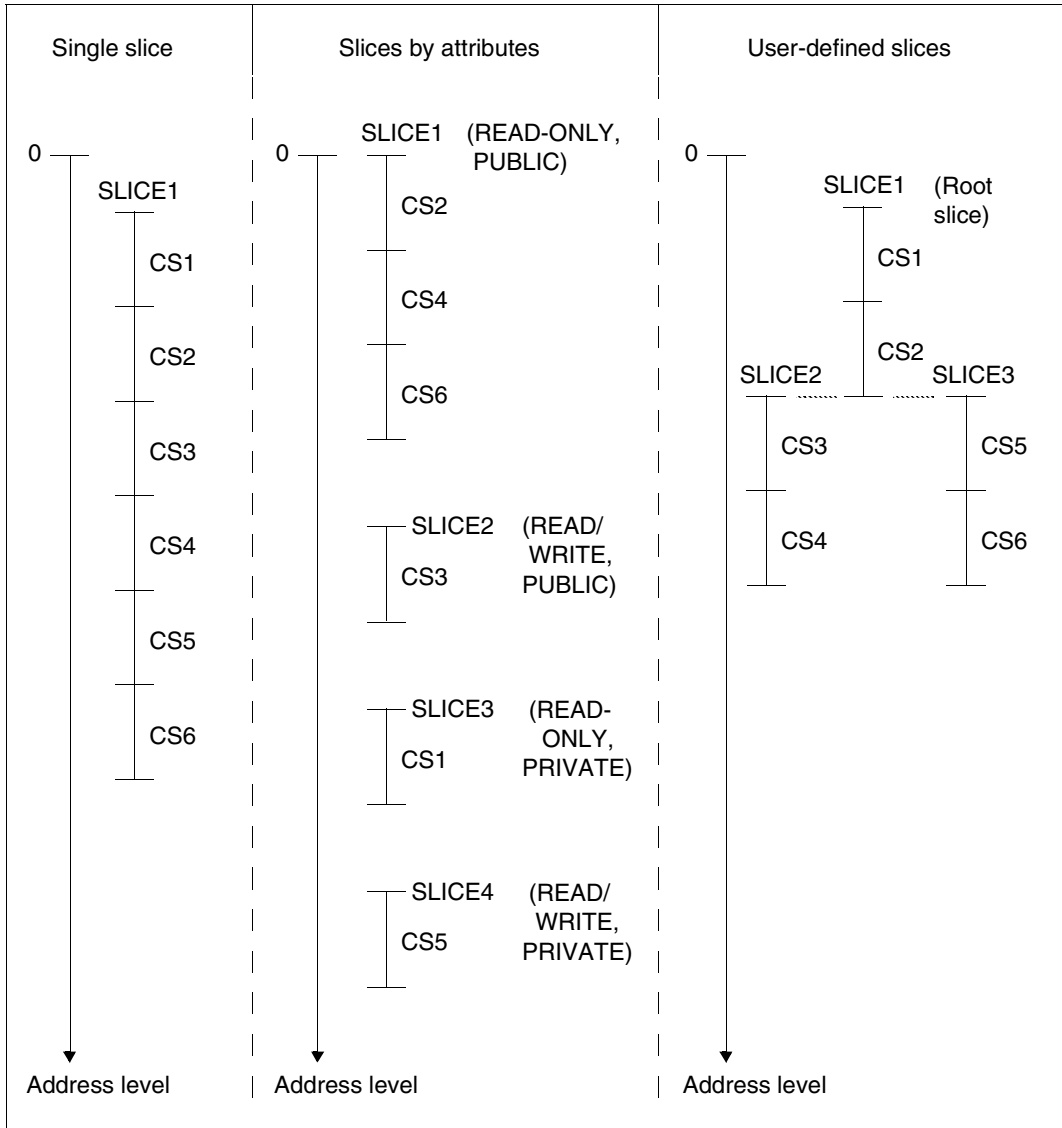 Single slice
0
SLICE1
CS1
CS2
CS3
CS4
CS5
CS6
Address level
Slices by attributes
0
SLICE1 (READ-ONLY,
PUBLIC)
CS2
CS4
CS6
SLICE2 (READ/
WRITE,
CS3 PUBLIC)
SLICE3 (READ-
ONLY,
CS1 PRIVATE)
SLICE4 (READ/
WRITE,
CS5 PRIVATE)
Address level
User-defined slices
0
SLICE1 (Root
slice)
CS1
CS2
SLICE2 SLICE3
CS3 CS5
CS4 CS6
Address level